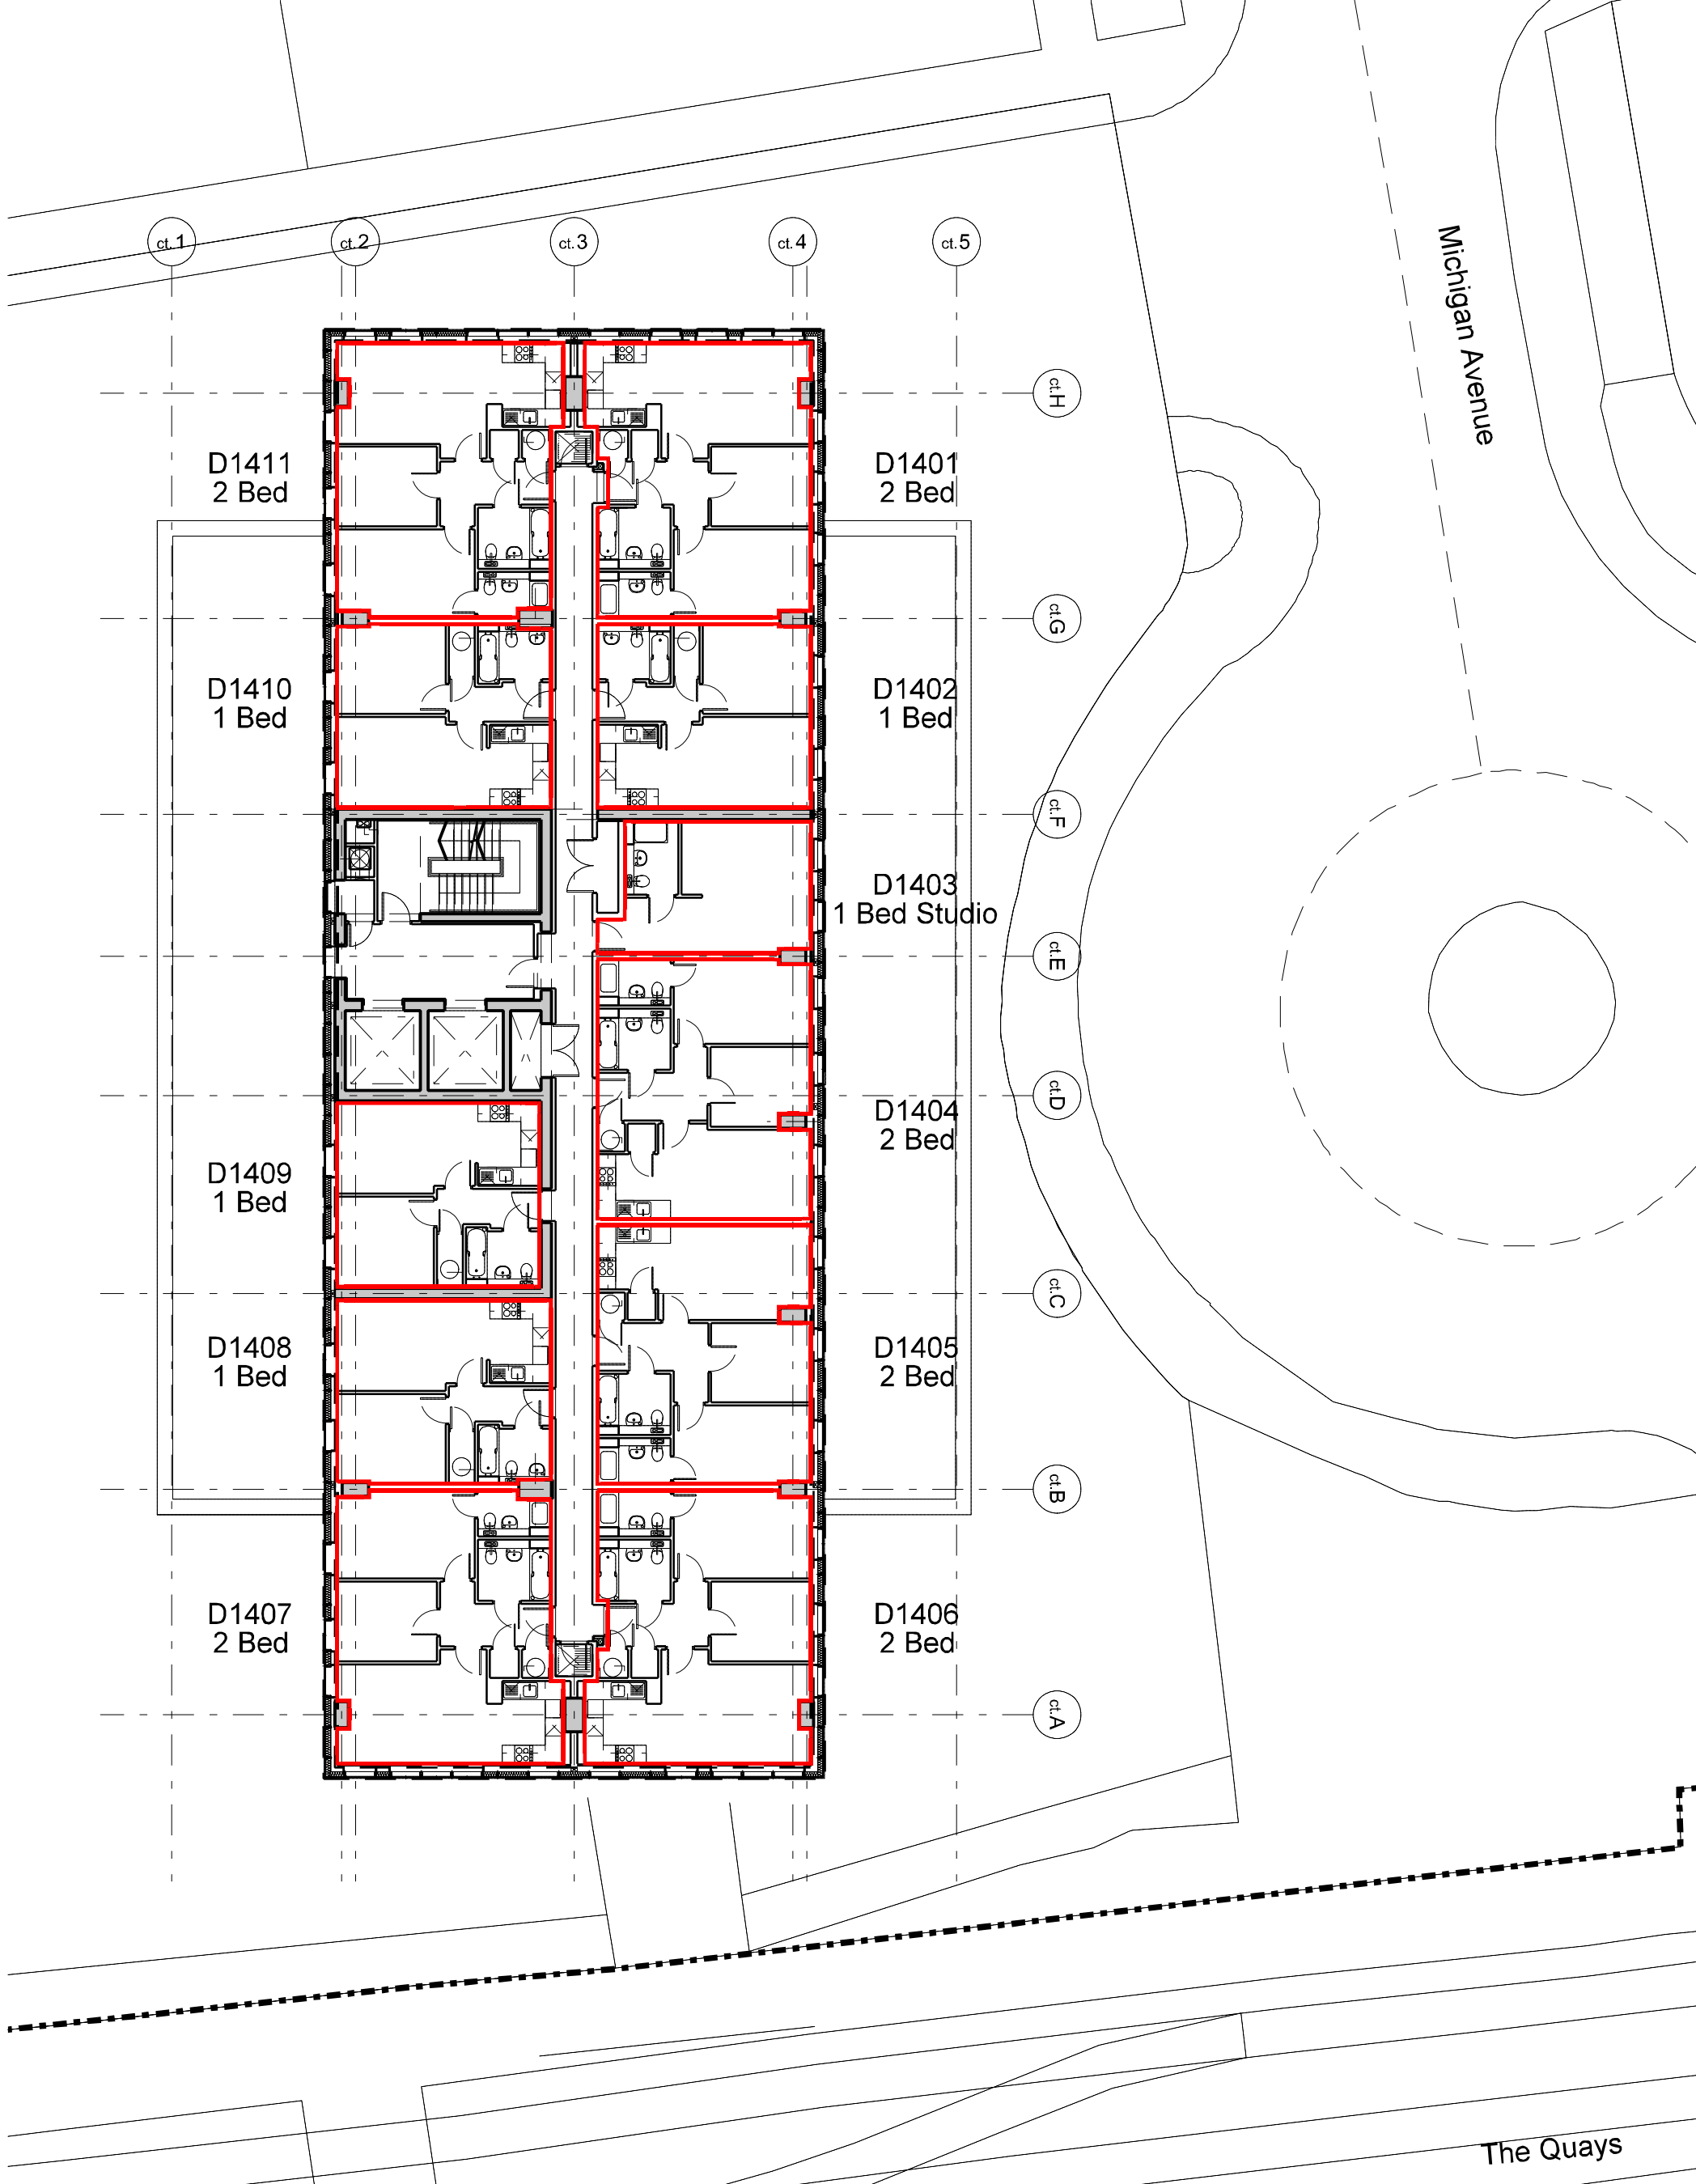 Michigan Avenue
ct.1
ct.2
ct.3
ct.4
ct.5
ct.H
D1411
2 Bed
D1401
2 Bed
ct.G
D1410
1 Bed
D1402
1 Bed
ct.F
D1403
1 Bed Studio
ct.E
ct.D
D1404
2 Bed
D1409
1 Bed
ct.C
D1408
1 Bed
D1405
2 Bed
ct.B
D1407
2 Bed
D1406
2 Bed
ct.A
The Quays